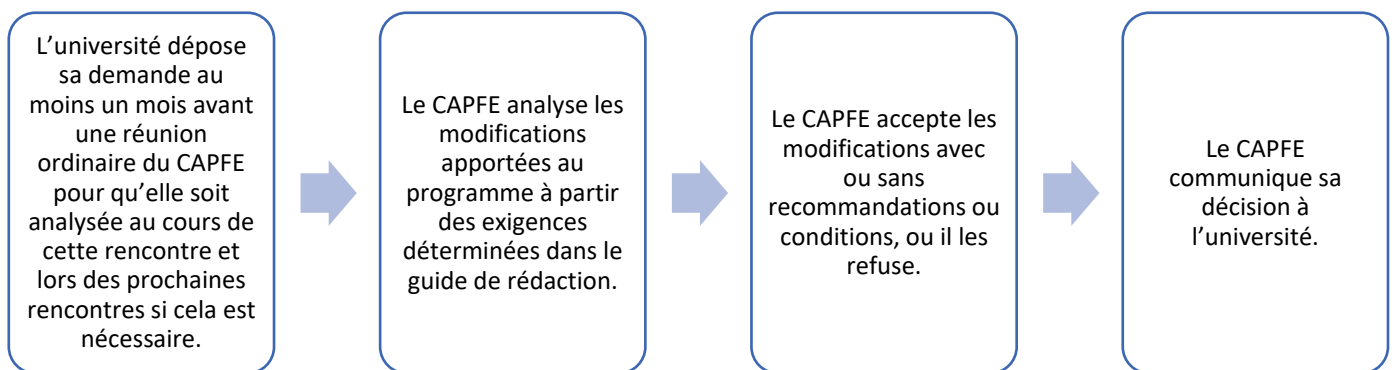 L’université dépose
sa demande au
moins un mois avant
une réunion
ordinaire du CAPFE
pour qu’elle soit
analysée au cours de
cette rencontre et
lors des prochaines
rencontres si cela est
nécessaire.
Le CAPFE analyse les
modifications
apportées au
programme à partir
des exigences
déterminées dans le
guide de rédaction.
Le CAPFE accepte les
modifications avec
ou sans
recommandations ou
conditions, ou il les
refuse.
Le CAPFE
communique sa
décision à
l’université.